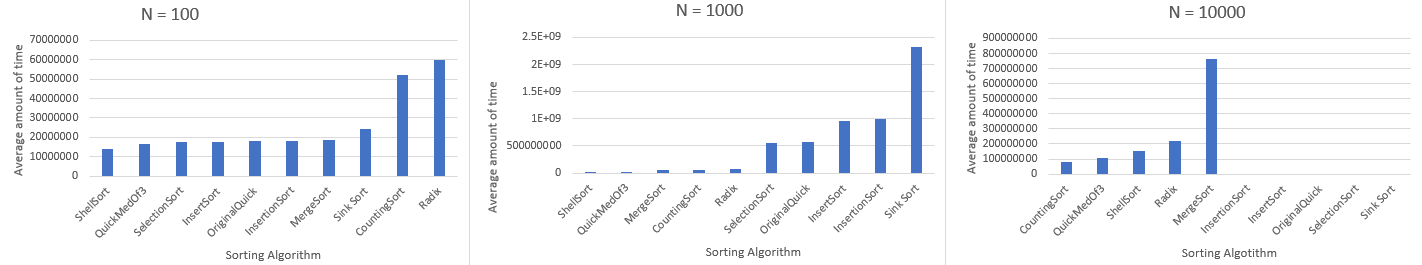 N = 100
Average amount of time
70000000
60000000
50000000
40000000
30000000
20000000
10000000
0
ShellSort
QuickMedOf3
SelectionSort
InsertSort
OriginalQuick
InsertionSort
MergeSort
Sink Sort
CountingSort
Radix
Sorting Algorithm
N = 1000
Average amount of time
2.5E+09
2E+09
1.5E+09
1E+09
500000000
0
ShellSort
QuickMedOf3
MergeSort
CountingSort
Radix
SelectionSort
OriginalQuick
InsertSort
InsertionSort
Sink Sort
Sorting Algorithm
N = 10000
Average amount of time
900000000
800000000
700000000
600000000
500000000
400000000
300000000
200000000
100000000
0
CountingSort
QuickMedOf3
ShellSort
Radix
MergeSort
InsertionSort
InsertSort
OriginalQuick
SelectionSort
Sink Sort
Sorting Algotithm